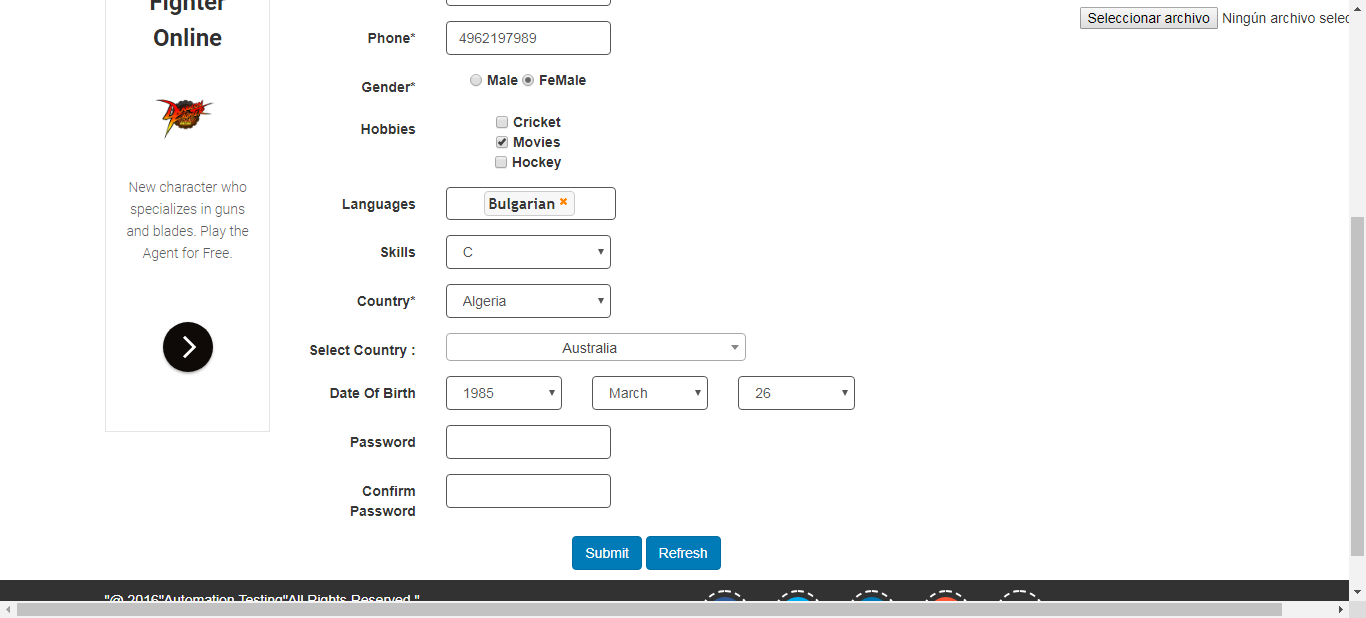 Fighter
Online
New character who
specializes in guns
and blades. Play the
Agent for Free.
Seleccionar archivo Ningún archivo selec
Phone* 4962197989
Gender* Male FeMale
Hobbies Cricket
Movies
Hockey
Languages Bulgarian
Skills C
Country* Algeria
Select Country : Australia
Date Of Birth 1985 March 26
Password
Confirm
Password
Submit Refresh
"@ 2016"Automation Testing"All Rights Reserved."